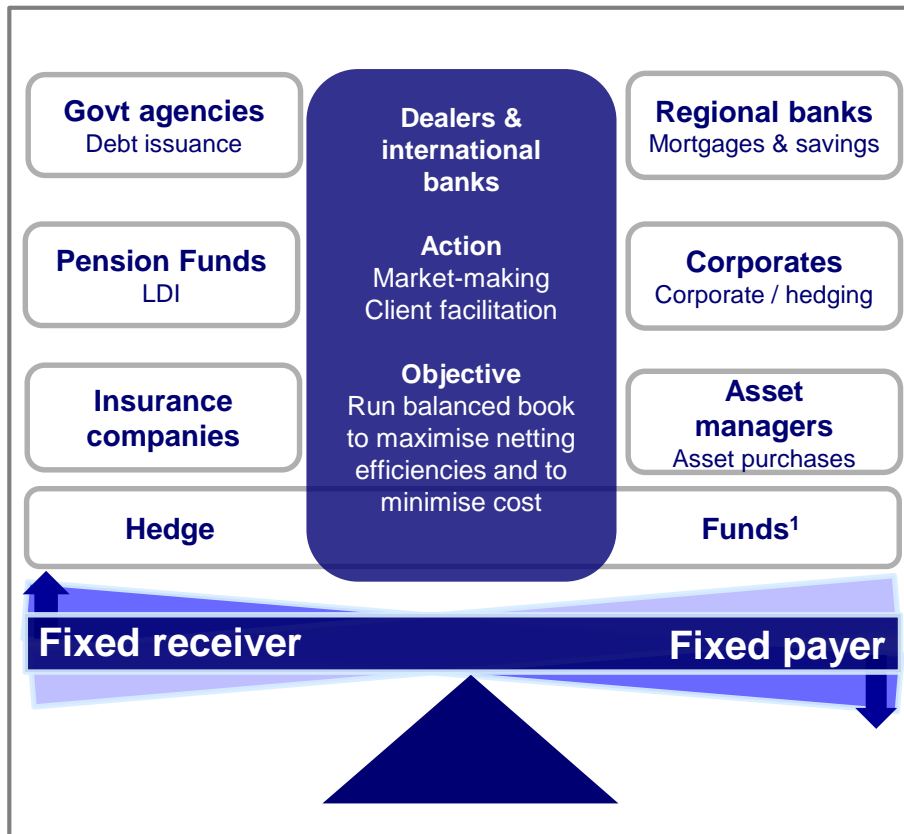 Govt agencies
Debt issuance
Pension Funds
LDI
Insurance
companies
Dealers &
international
banks
Action
Market-making
Client facilitation
Objective
Run balanced book
to maximise netting
efficiencies and to
minimise cost
Regional banks
Mortgages & savings
Corporates
Corporate / hedging
Asset
managers
Asset purchases
Hedge Funds¹
Fixed receiver
Fixed payer